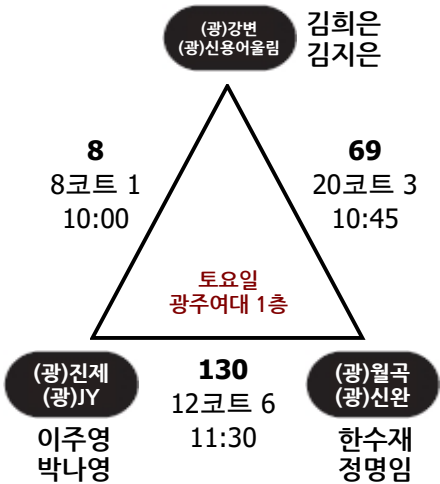 (광)강변
(광)신용어울림
김희은
김지은
8
8코트 1
10:00
69
20코트 3
10:45
토요일
광주여대 1층
(광)진제
(광)JY
이주영
박나영
130
12코트 6
11:30
(광)월곡
(광)신완
한수재
정명임